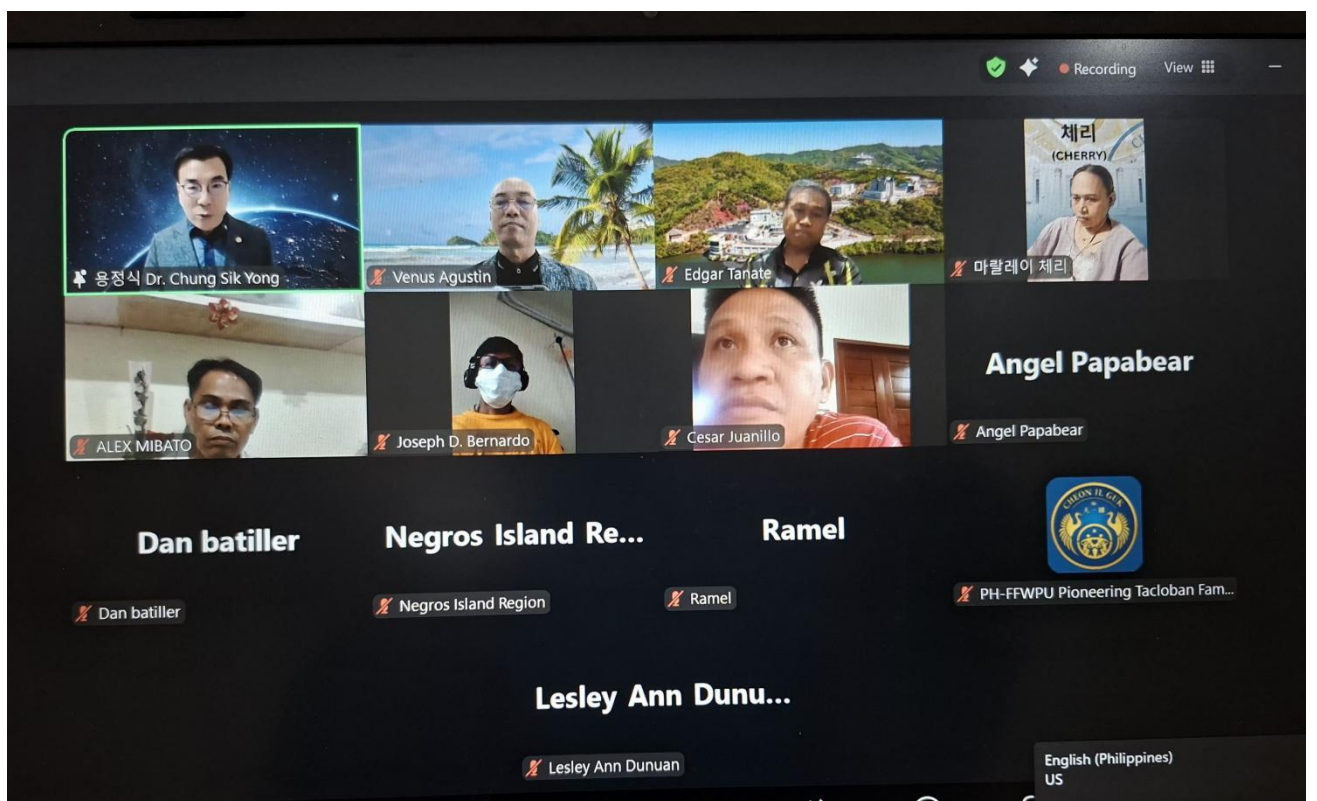 Recording View
체리
(CHERRY)
용정식 Dr. Chung Sik Yong
Venus Agustin
Edgar Tanate
마랄레이 체리
ALEX MIBATO
Joseph D. Bernardo
Cesar Juanillo
Angel Papabear
Angel Papabear
Dan batiller
Negros Island Re...
Ramel
CHEON IL GUK
Dan batiller
Negros Island Region
Ramel
PH-FFWPU Pioneering Tacloban Fam...
Lesley Ann Dunu...
Lesley Ann Dunuan
English (Philippines)
US